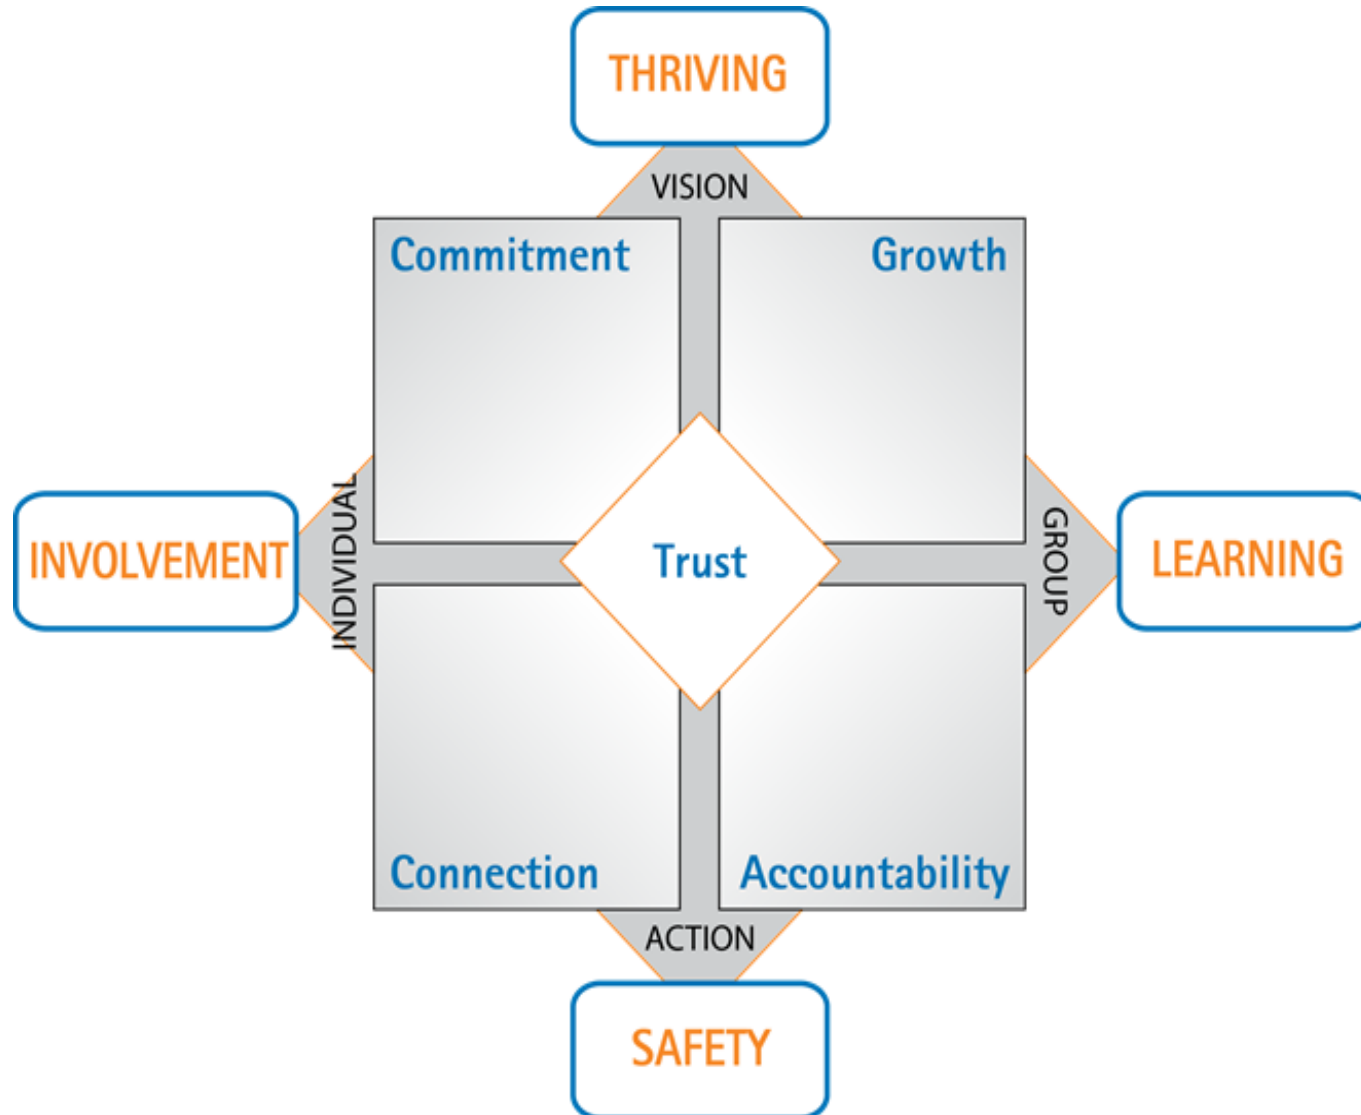 THRIVING
VISION
Commitment
Growth
INDIVIDUAL
INVOLVEMENT
Trust
GROUP
LEARNING
Connection
Accountability
ACTION
SAFETY